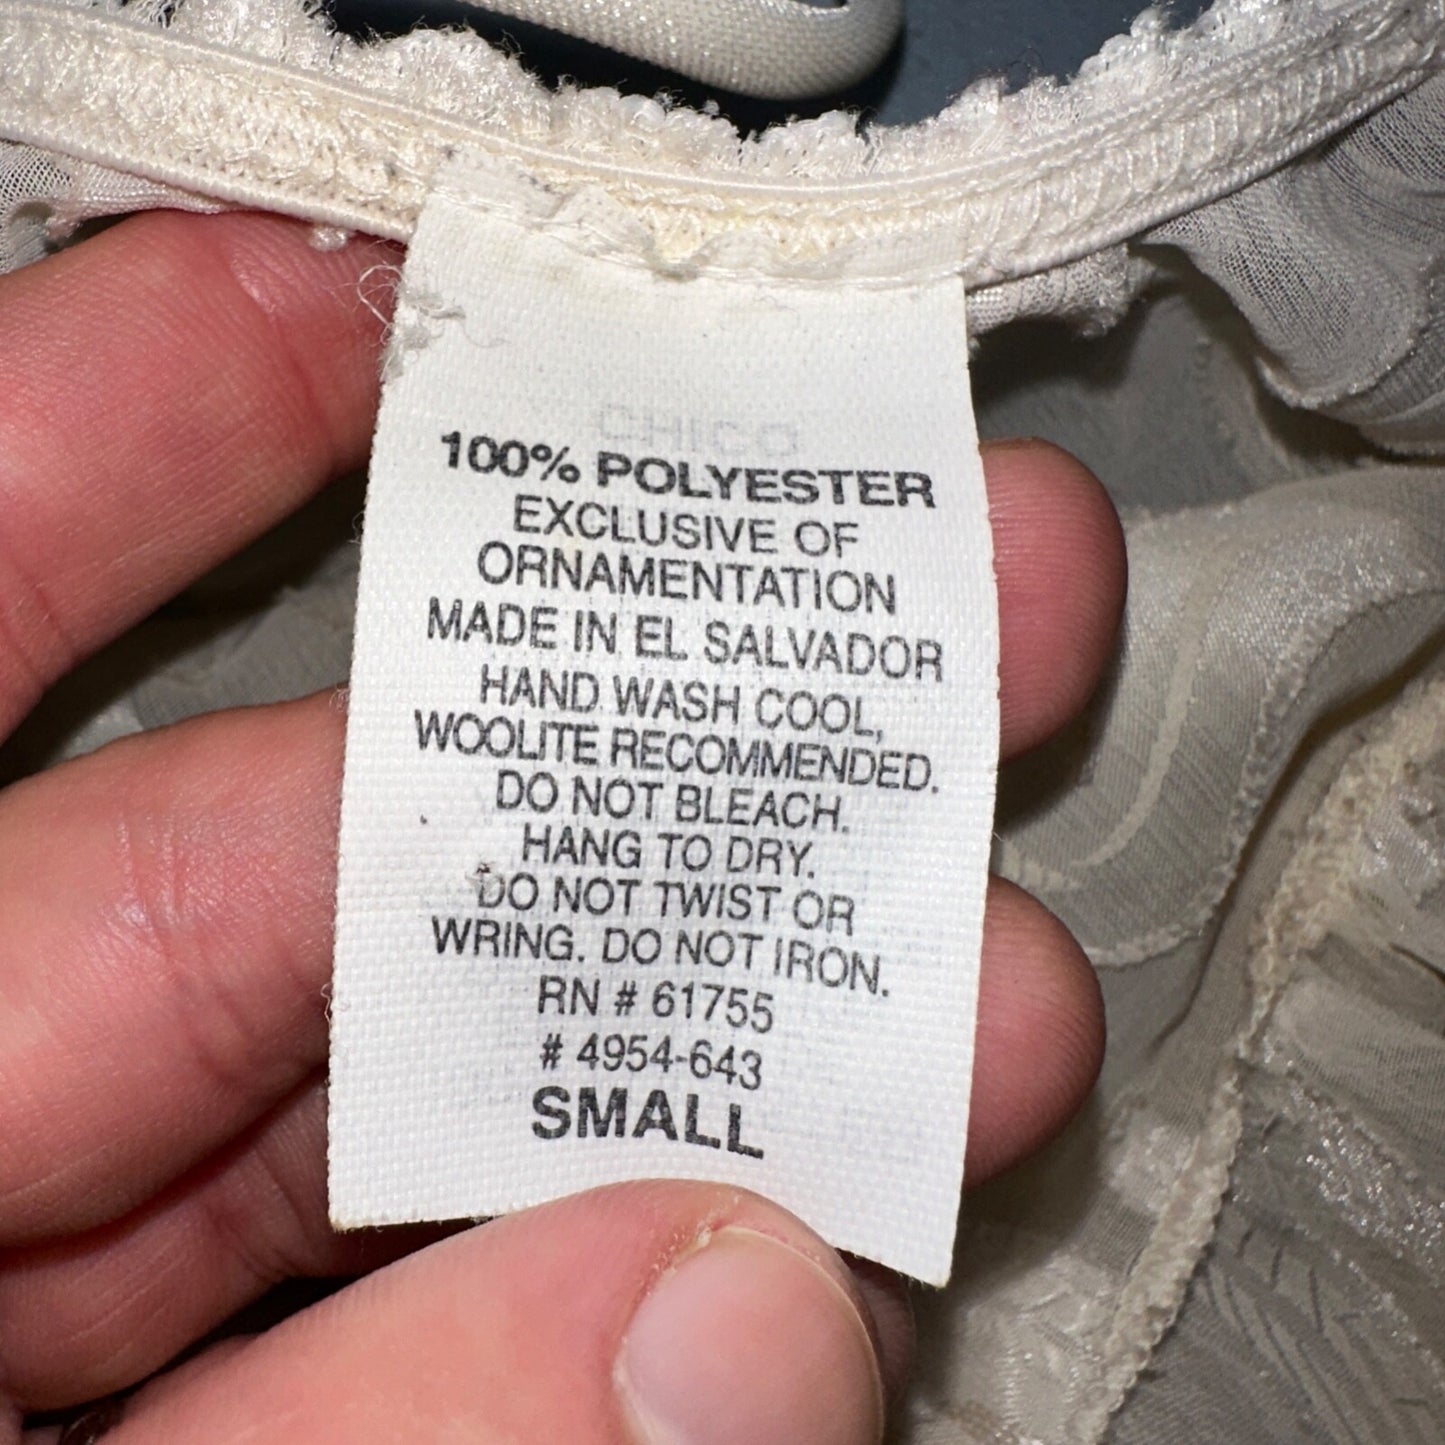 CHICO
100% POLYESTER
EXCLUSIVE OF
ORNAMENTATION
MADE IN EL SALVADOR
HAND WASH COOL,
WOOLITE RECOMMENDED.
DO NOT BLEACH.
HANG TO DRY.
DO NOT TWIST OR
WRING. DO NOT IRON.
RN # 61755
# 4954-643
SMALL